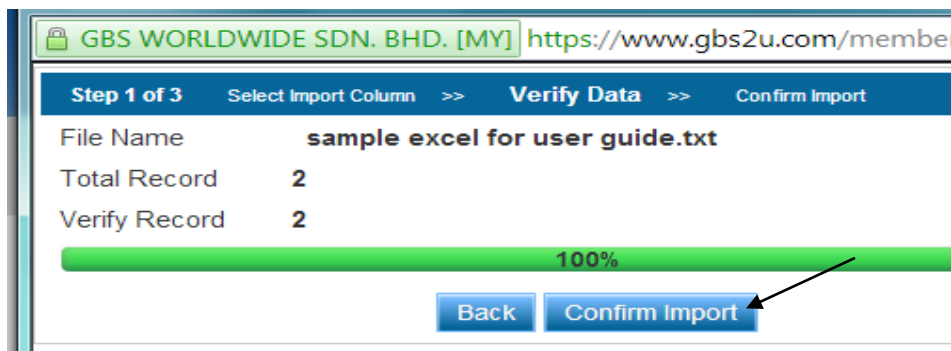 GBS WORLDWIDE SDN. BHD. [MY] https://www.gbs2u.com/member
Step 1 of 3 Select Import Column >> Verify Data >> Confirm Import
File Name sample excel for user guide.txt
Total Record 2
Verify Record 2
100%
Back Confirm Import